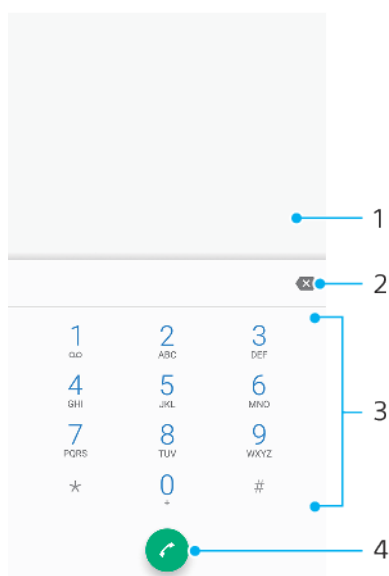 1
2
1 2 3
ABC DEF
4 5 6
GHI JKL MNO
3
7 8 9
PQRS TUV WXYZ
* 0 #
+
4